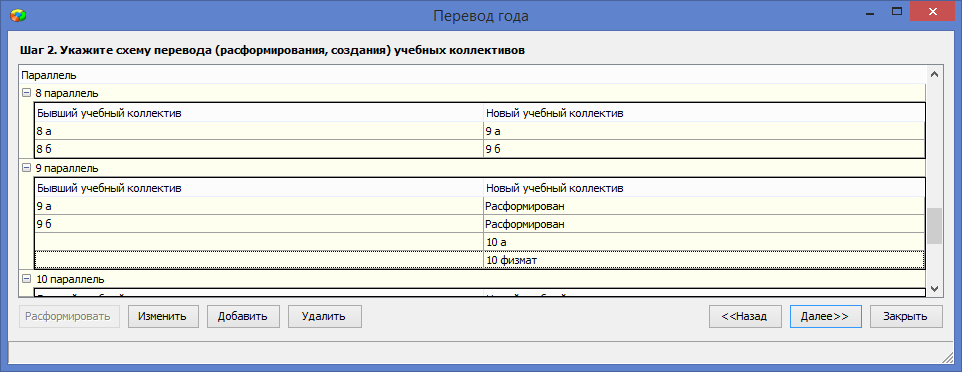 Перевод года
Шаг 2. Укажите схему перевода (расформирования, создания) учебных коллективов
Параллель
8 параллель
Бывший учебный коллектив Новый учебный коллектив
8 а 9 а
8 б 9 б
9 параллель
Бывший учебный коллектив Новый учебный коллектив
9 а Расформирован
9 б Расформирован
10 а
10 физмат
10 параллель
Расформировать Изменить Добавить Удалить <<Назад Далее>> Закрыть